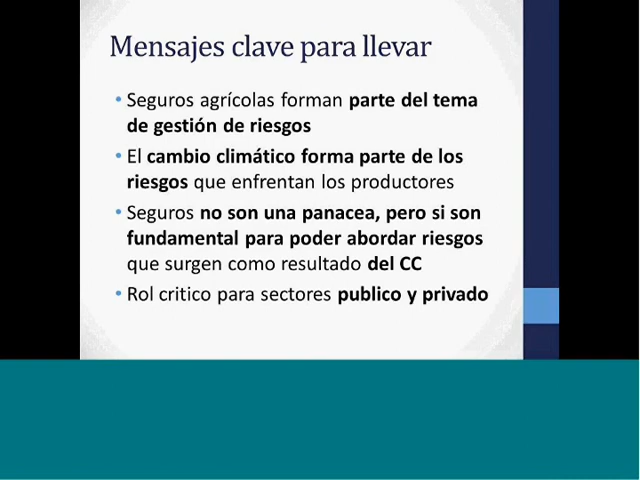 Mensajes clave para llevar
• Seguros agrícolas forman parte del tema
de gestión de riesgos
• El cambio climático forma parte de los
riesgos que enfrentan los productores
• Seguros no son una panacea, pero si son
fundamental para poder abordar riesgos
que surgen como resultado del CC
• Rol critico para sectores publico y privado